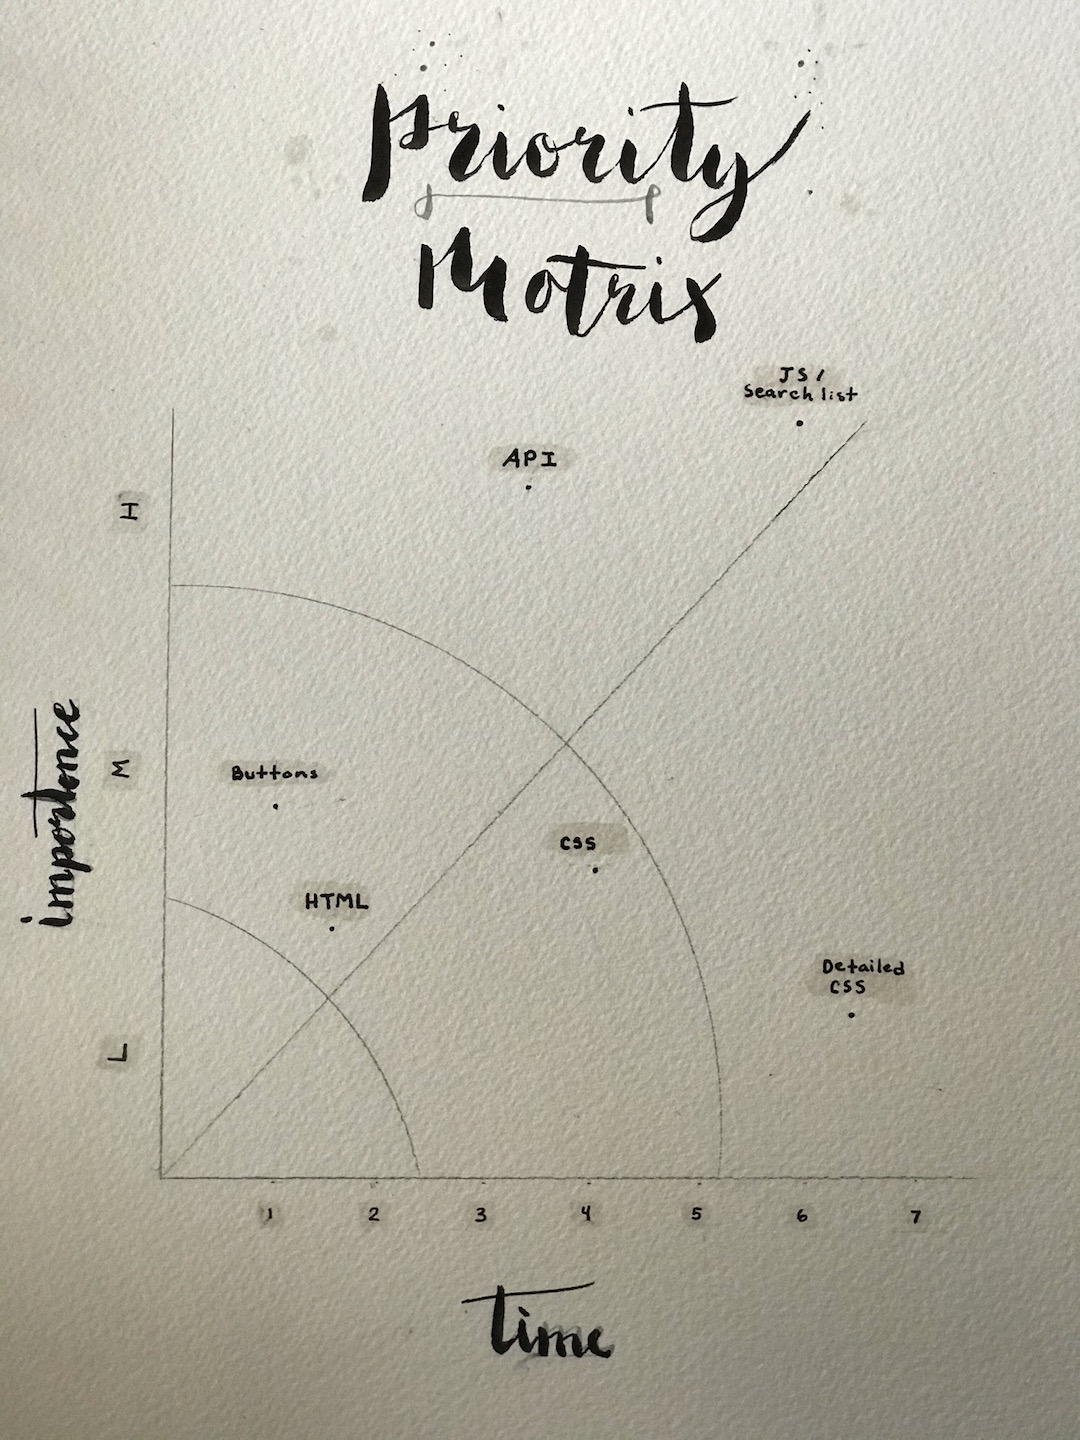 Priority
Matrix
JS/
Search list
API
H
importance
M
Buttons
CSS
HTML
Detailed
CSS
L
1 2 3 4 5 6 7
time